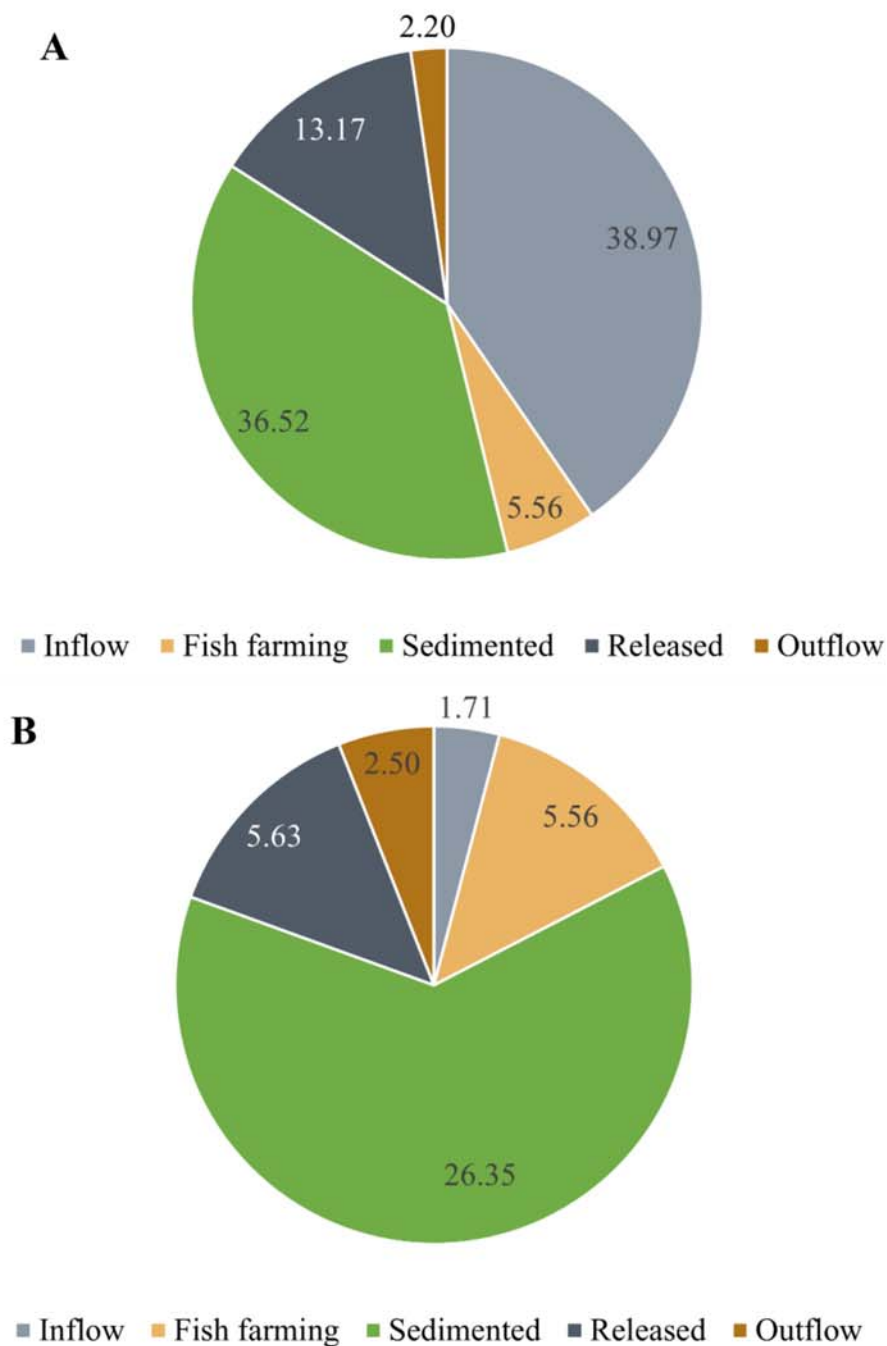 A
2.20
13.17
38.97
36.52
5.56
Inflow Fish farming Sedimented Released Outflow
B
1.71
2.50
5.56
5.63
26.35
Inflow Fish farming Sedimented Released Outflow